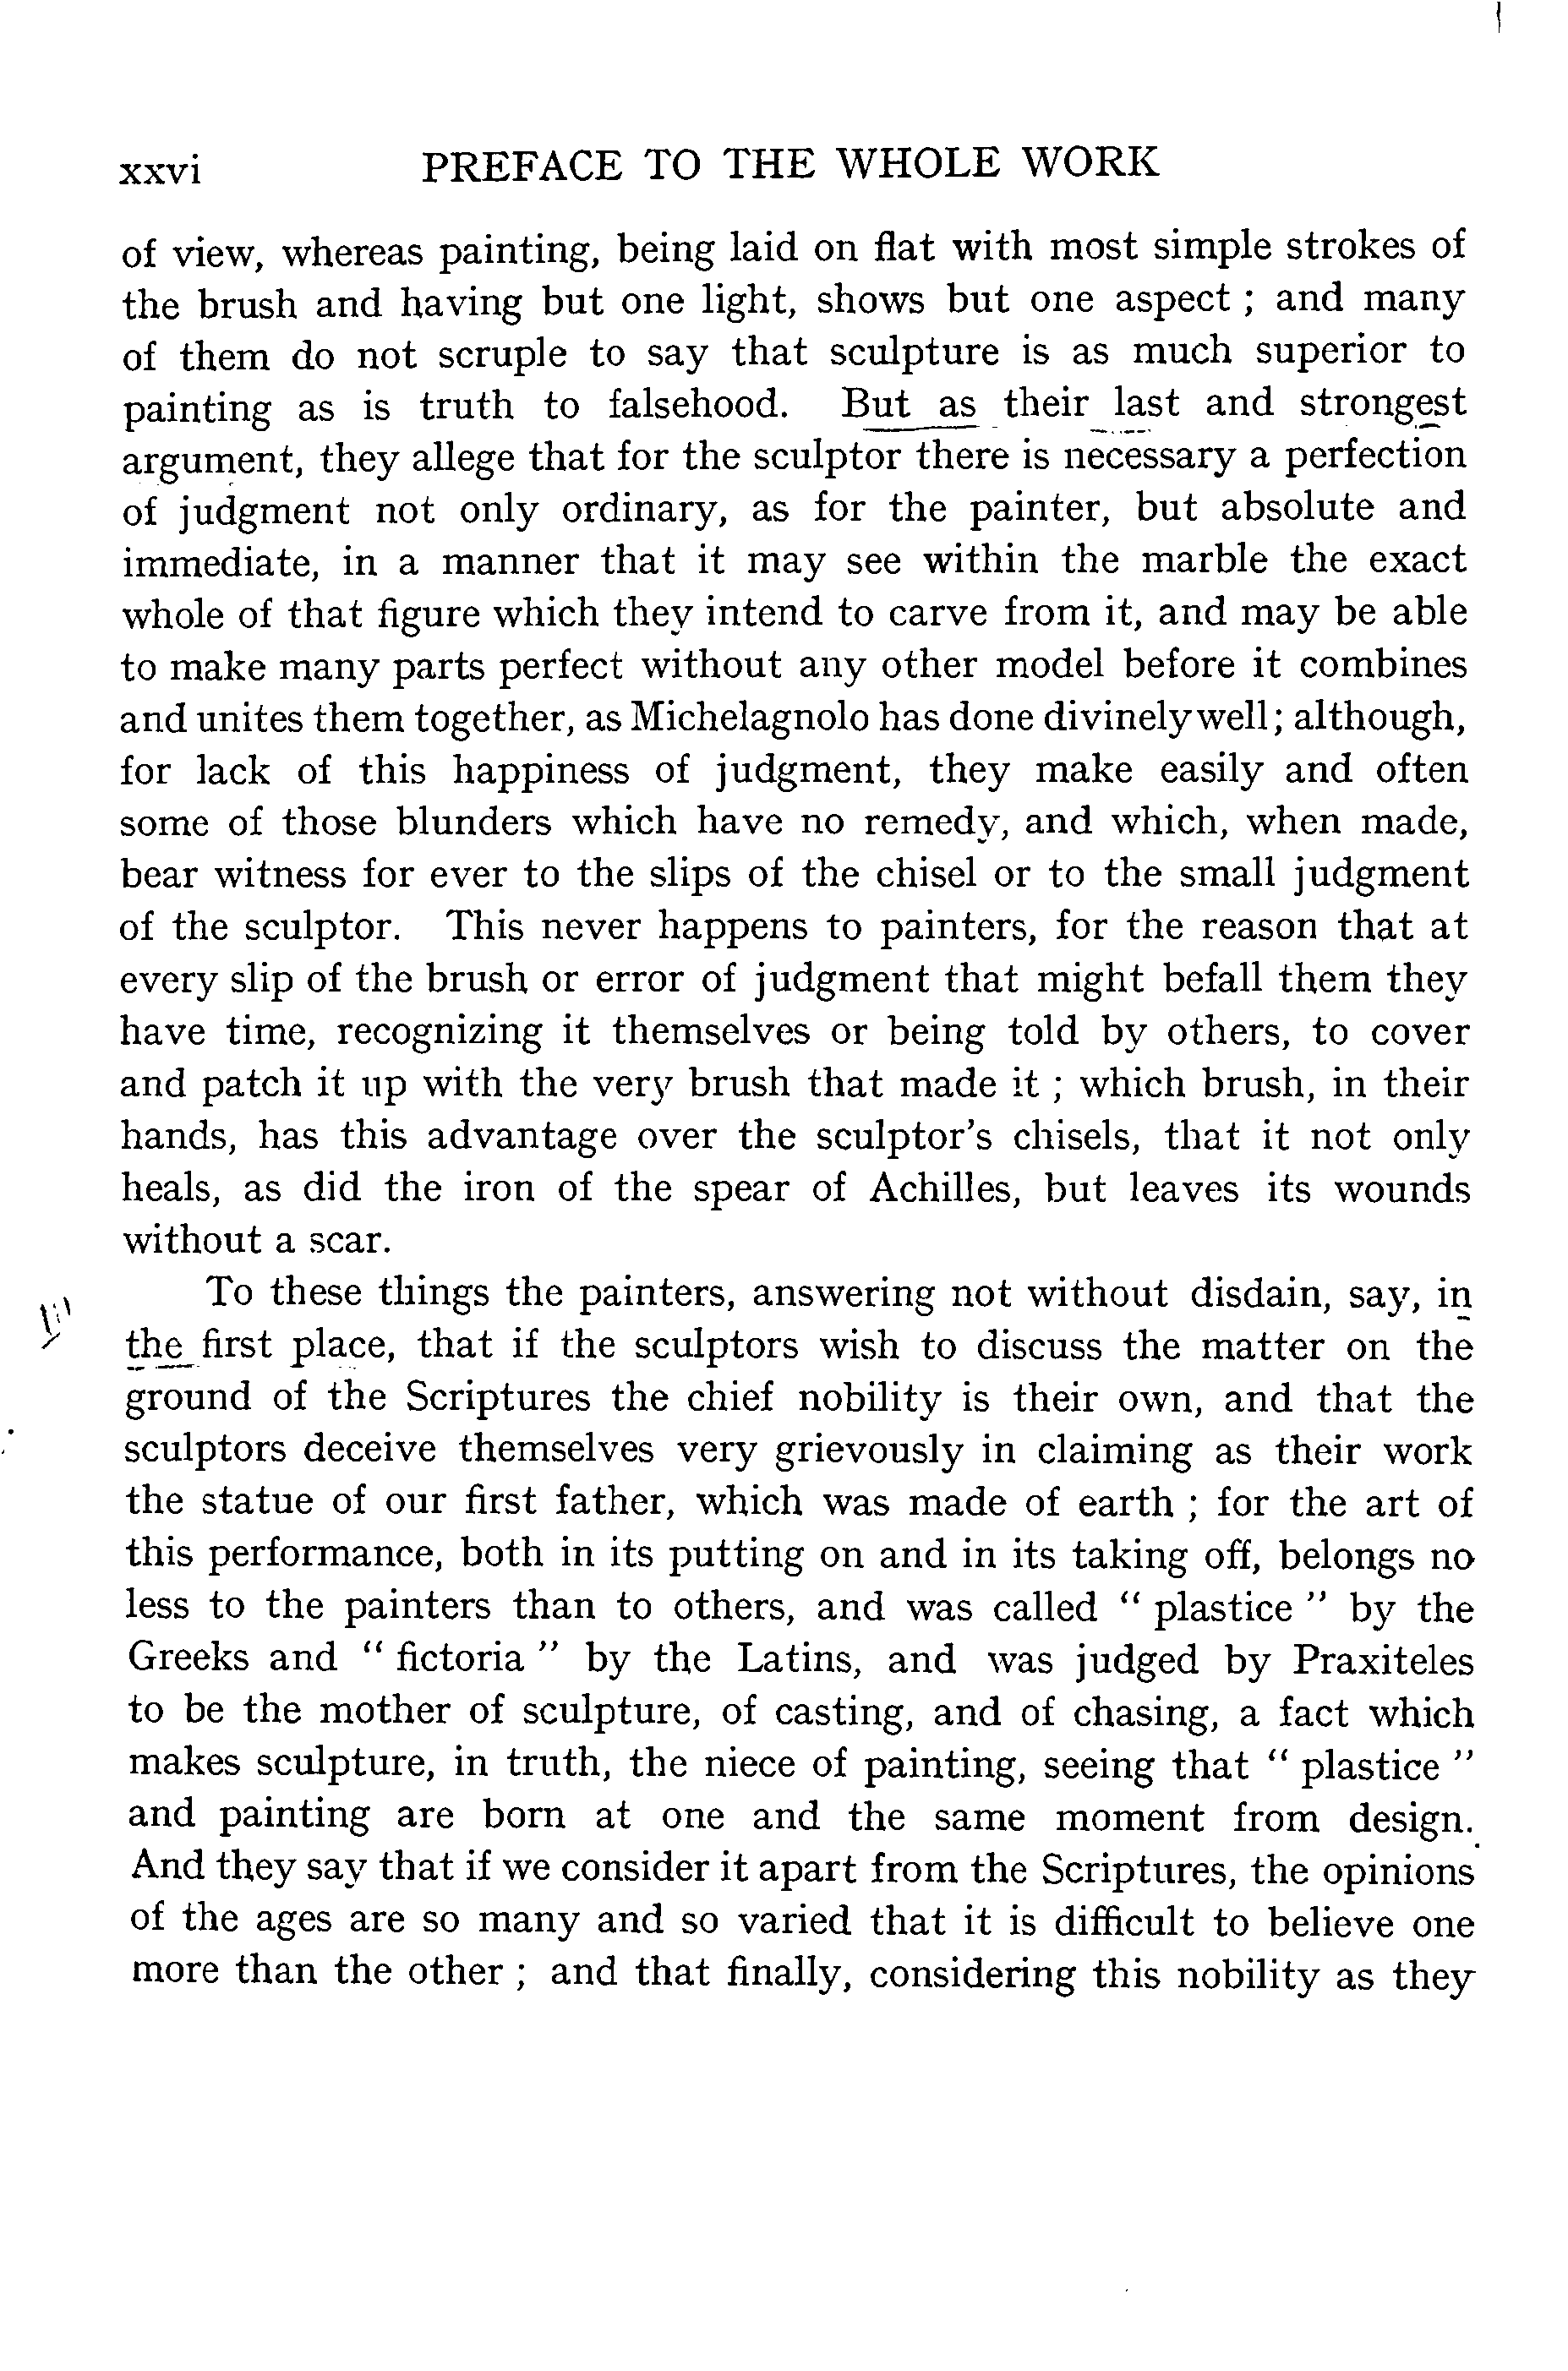 xxvi PREFACE TO THE WHOLE WORK
of view, whereas painting, being laid on flat with most simple strokes of
the brush and having but one light, shows but one aspect ; and many
of them do not scruple to say that sculpture is as much superior to
painting as is truth to falsehood. But as their last and strongest
argument, they allege that for the sculptor there is necessary a perfection
of judgment not only ordinary, as for the painter, but absolute and
immediate, in a manner that it may see within the marble the exact
whole of that figure which they intend to carve from it, and may be able
to make many parts perfect without any other model before it combines
and unites them together, as Michelagnolo has done divinely well ; although,
for lack of this happiness of judgment, they make easily and often
some of those blunders which have no remedy, and which, when made,
bear witness for ever to the slips of the chisel or to the small judgment
of the sculptor. This never happens to painters, for the reason that at
every slip of the brush or error of judgment that might befall them they
have time, recognizing it themselves or being told by others, to cover
and patch it up with the very brush that made it ; which brush, in their
hands, has this advantage over the sculptor's chisels, that it not only
heals, as did the iron of the spear of Achilles, but leaves its wounds
without a scar.
To these things the painters, answering not without disdain, say, in
the first place, that if the sculptors wish to discuss the matter on the
ground of the Scriptures the chief nobility is their own, and that the
sculptors deceive themselves very grievously in claiming as their work
the statue of our first father, which was made of earth ; for the art of
this performance, both in its putting on and in its taking off, belongs no
less to the painters than to others, and was called “ plastice ” by the
Greeks and “ fictoria ” by the Latins, and was judged by Praxiteles
to be the mother of sculpture, of casting, and of chasing, a fact which
makes sculpture, in truth, the niece of painting, seeing that “ plastice ”
and painting are born at one and the same moment from design.
And they say that if we consider it apart from the Scriptures, the opinions
of the ages are so many and so varied that it is difficult to believe one
more than the other ; and that finally, considering this nobility as they